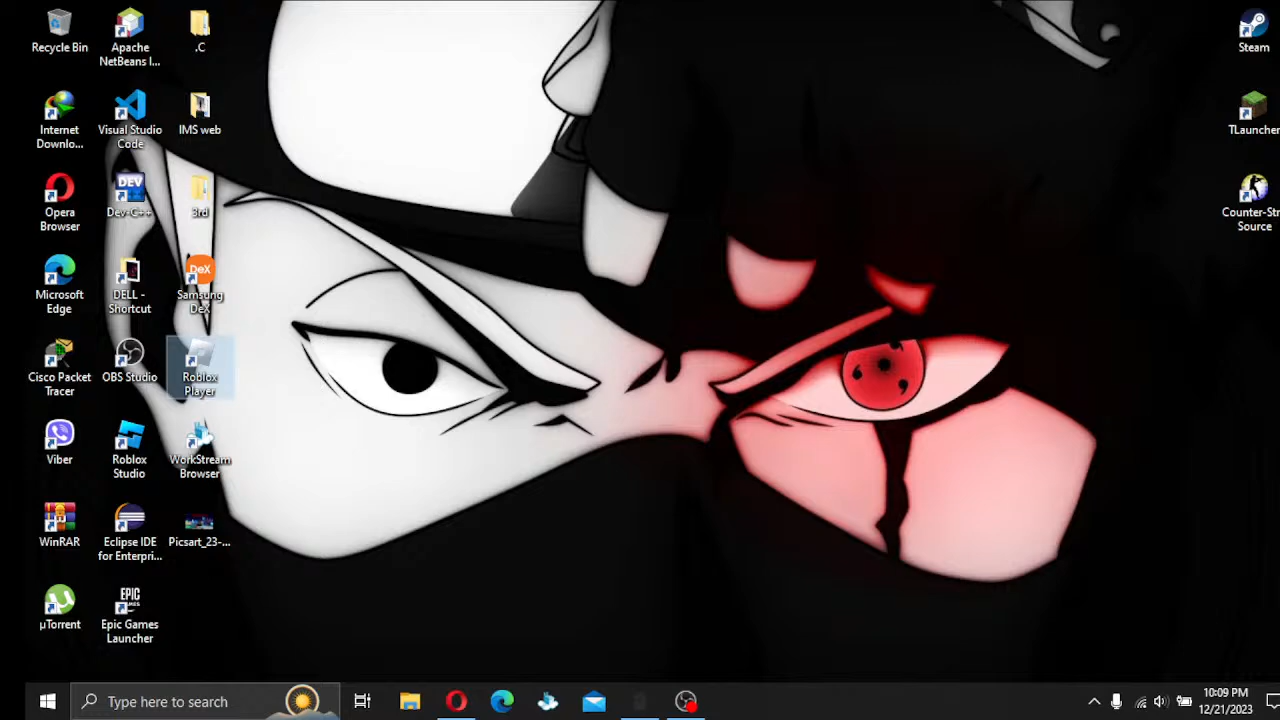 Recycle Bin
Apache
NetBeans I...
.C
Steam
Internet
Downlo...
Visual Studio
Code
IMS web
TLauncher
Opera
Browser
DEV
Dev-C++
3rd
Counter-Str
Source
Microsoft
Edge
DELL -
Shortcut
DeX
Samsung
DeX
Cisco Packet
Tracer
OBS Studio
Roblox
Player
Viber
Roblox
Studio
WorkStream
Browser
WinRAR
Eclipse IDE
for Enterpri...
Picsart_23-...
µTorrent
EPIC
GAMES
Epic Games
Launcher
Type here to search
10:09 PM
12/21/2023